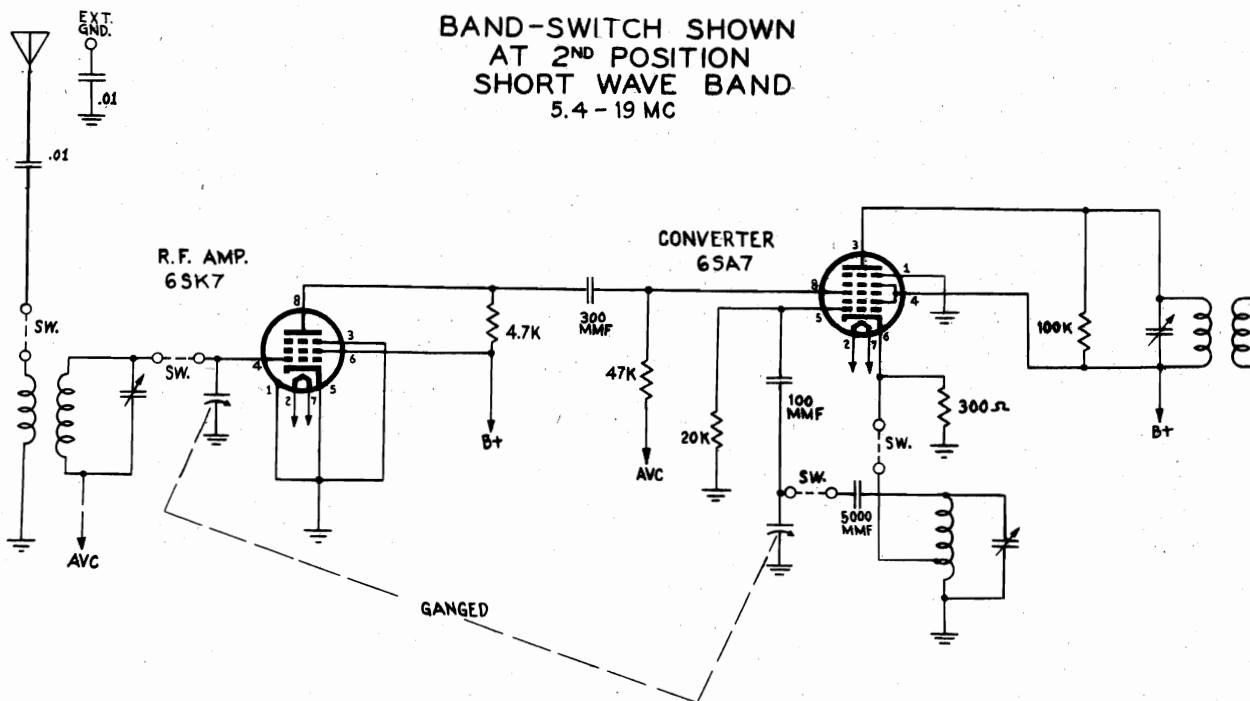 BAND-SWITCH SHOWN
AT 2ND POSITION
SHORT WAVE BAND
5.4 - 19 MC
EXT.
GND.
.01
.01
SW.
R.F. AMP.
6SK7
SW.
8
3
6
4
1
2
7
5
4.7K
B+
AVC
300
MMF
47K
AVC
CONVERTER
6SA7
3
1
8
4
5
2
7
6
20K
100
MMF
300Ω
SW.
SW.
5000
MMF
100K
B+
GANGED